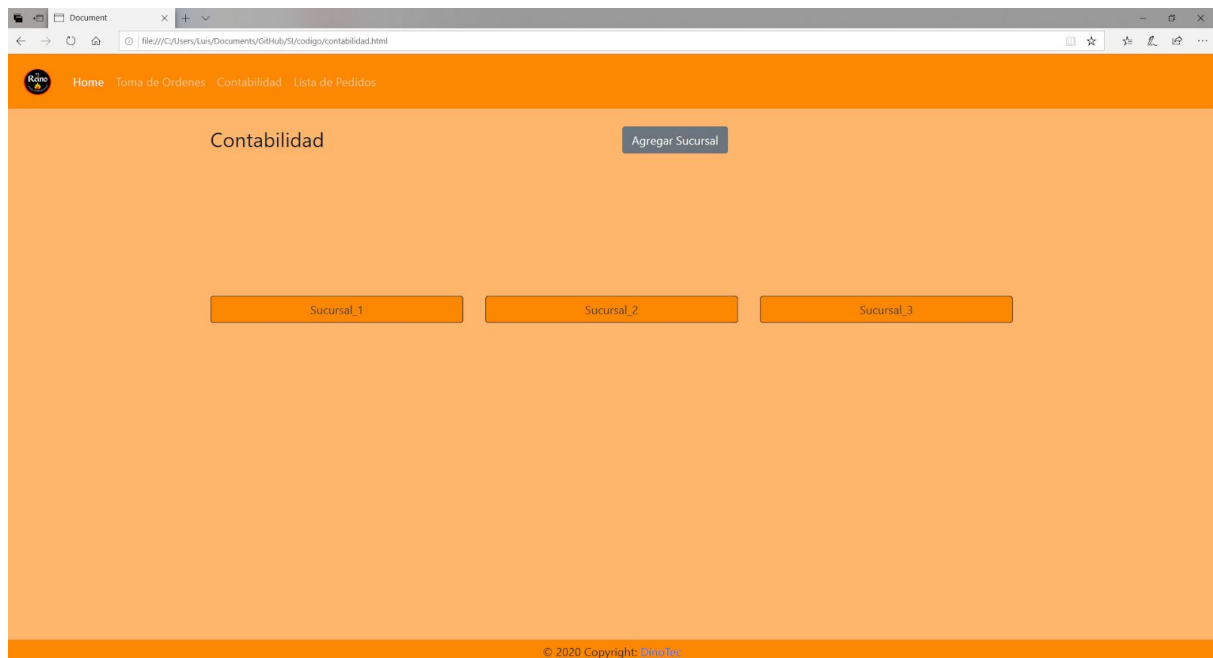 Document
file:///C:/Users/Luis/Documents/GitHub/SI/codigo/contabilidad.html
Reino
Home Toma de Ordenes Contabilidad Lista de Pedidos
Contabilidad
Agregar Sucursal
Sucursal_1
Sucursal_2
Sucursal_3
© 2020 Copyright: DinoTec